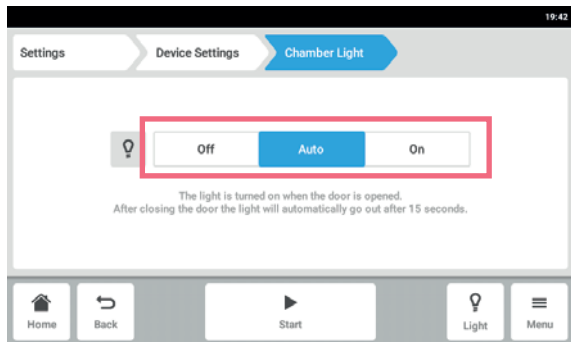 19:42
Settings
Device Settings
Chamber Light
Off
Auto
On
The light is turned on when the door is opened.
After closing the door the light will automatically go out after 15 seconds.
Home
Back
Start
Light
Menu